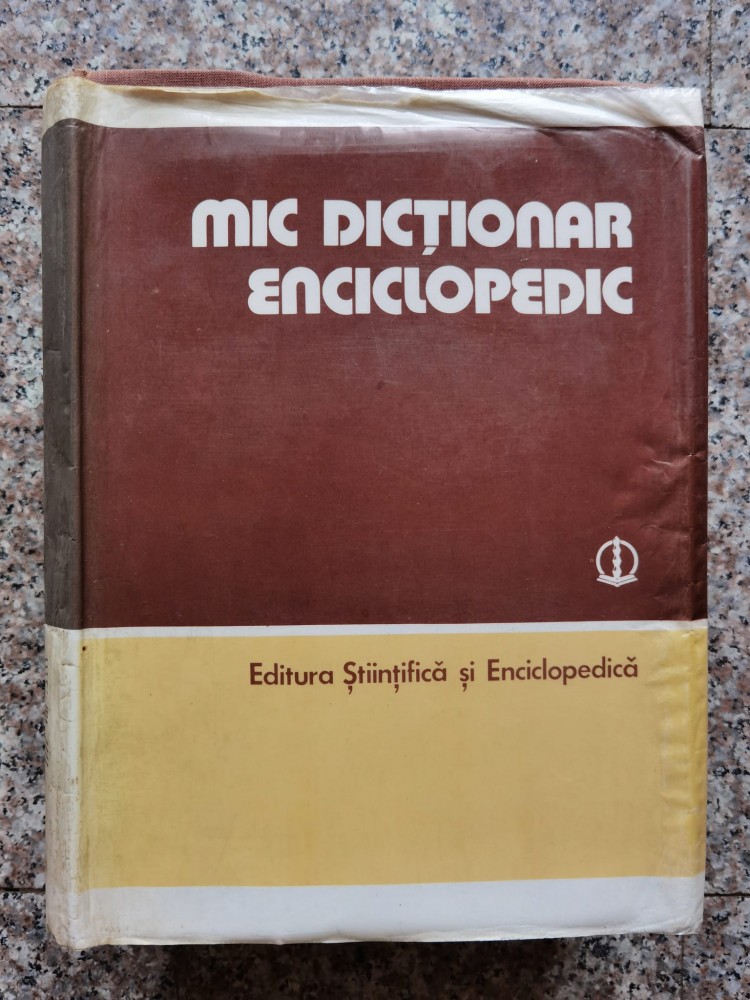 MIC DICȚIONAR
ENCICLOPEDIC
Editura Științifică și Enciclopedică